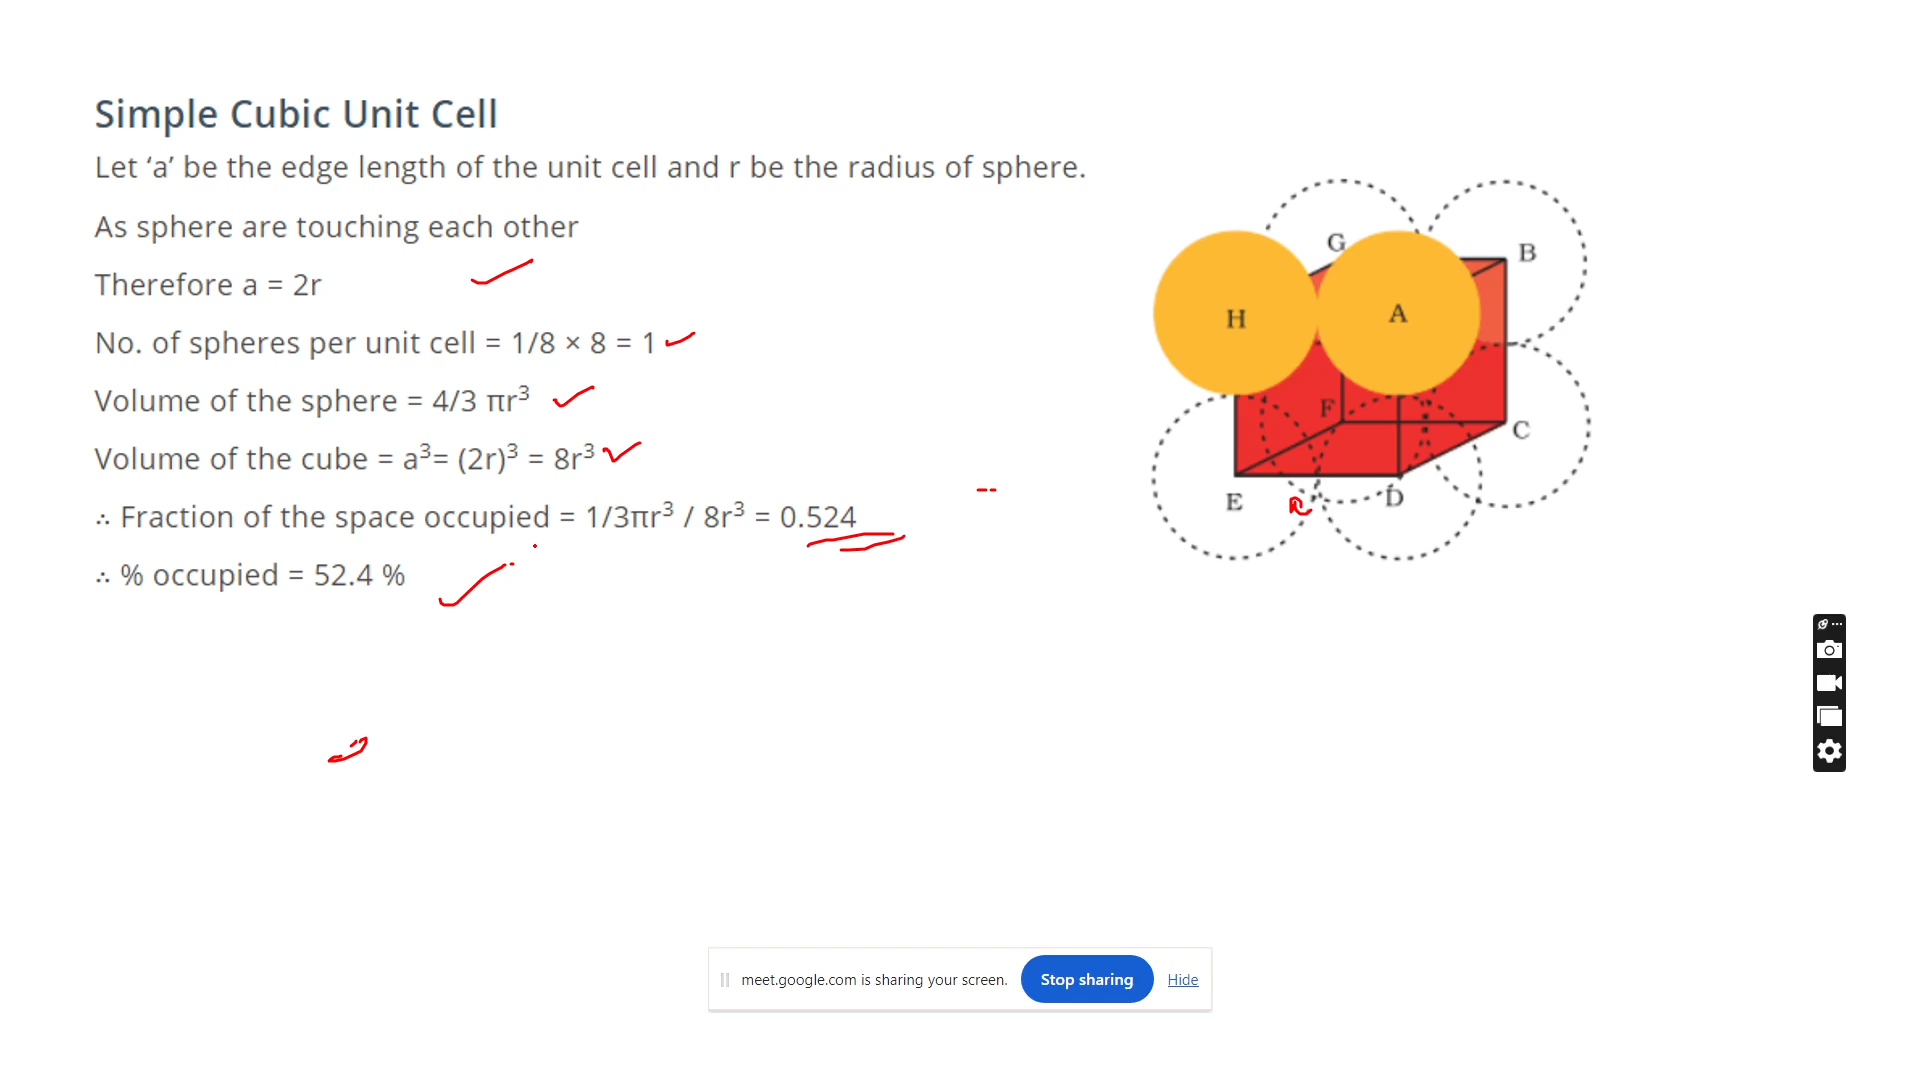 Simple Cubic Unit Cell
Let ‘a’ be the edge length of the unit cell and r be the radius of sphere.
As sphere are touching each other
Therefore a = 2r
No. of spheres per unit cell = 1/8 × 8 = 1
Volume of the sphere = 4/3 πr³
Volume of the cube = a³= (2r)³ = 8r³
∴ Fraction of the space occupied = 1/3πr³ / 8r³ = 0.524
∴ % occupied = 52.4 %
G
B
H
A
F
C
E
D
meet.google.com is sharing your screen.
Stop sharing
Hide